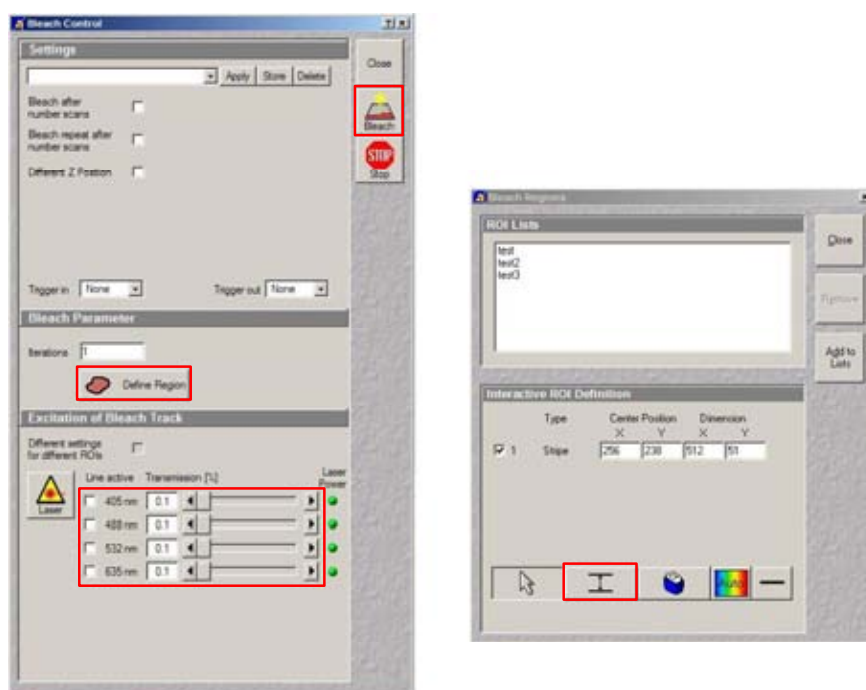 Bleach Control
Settings
Apply Store Delete
Close
Bleach after
number scans
Bleach
Bleach repeat after
number scans
STOP
Stop
Different Z Position
Trigger in None
Trigger out None
Bleach Parameter
Iterations 1
Define Region
Excitation of Bleach Track
Different settings
for different ROIs
Laser
Line active Transmission [%] Laser
Power
405 nm 0.1
488 nm 0.1
532 nm 0.1
635 nm 0.1
Bleach Regions
ROI Lists
test
test2
test3
Close
Remove
Add to
Lists
Interactive ROI Definition
Type Center Position Dimension
X Y X Y
1 Stripe 256 238 512 51
Auto